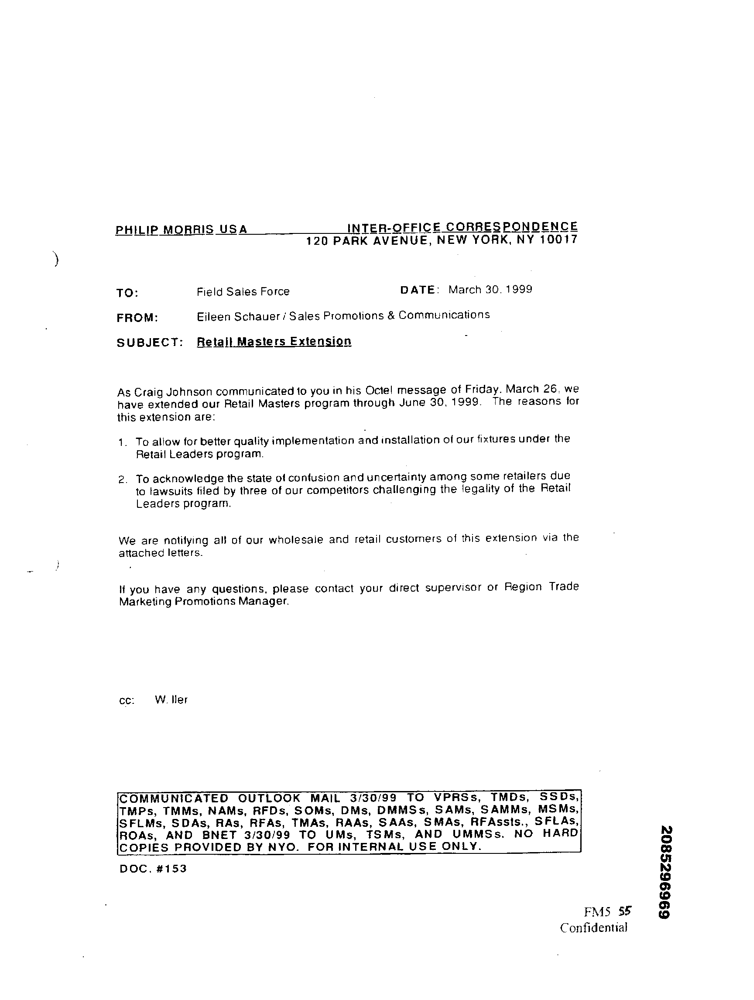 PHILIP MORRIS USA INTER-OFFICE CORRESPONDENCE
120 PARK AVENUE, NEW YORK, NY 10017
TO: Field Sales Force DATE: March 30, 1999
FROM: Eileen Schauer / Sales Promotions & Communications
SUBJECT: Retail Masters Extension
As Craig Johnson communicated to you in his Octel message of Friday, March 26, we
have extended our Retail Masters program through June 30, 1999. The reasons for
this extension are:
1. To allow for better quality implementation and installation of our fixtures under the
Retail Leaders program.
2. To acknowledge the state of confusion and uncertainty among some retailers due
to lawsuits filed by three of our competitors challenging the legality of the Retail
Leaders program.
We are notifying all of our wholesale and retail customers of this extension via the
attached letters.
If you have any questions, please contact your direct supervisor or Region Trade
Marketing Promotions Manager.
cc: W. Iler
COMMUNICATED OUTLOOK MAIL 3/30/99 TO VPRSs, TMDs, SSDs,
TMPs, TMMs, NAMs, RFDs, SOMs, DMs, DMMSs, SAMs, SAMMs, MSMs,
SFLMs, SDAs, RAs, RFAs, TMAs, RAAs, SAAs, SMAs, RFAssts., SFLAs,
ROAs, AND BNET 3/30/99 TO UMs, TSMs, AND UMMSs. NO HARD
COPIES PROVIDED BY NYO. FOR INTERNAL USE ONLY.
DOC. #153
2085296969
FM5 55
Confidential